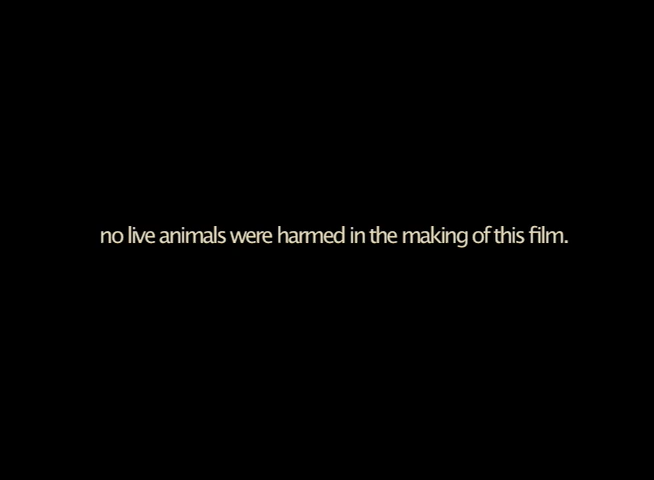 no live animals were harmed in the making of this film.